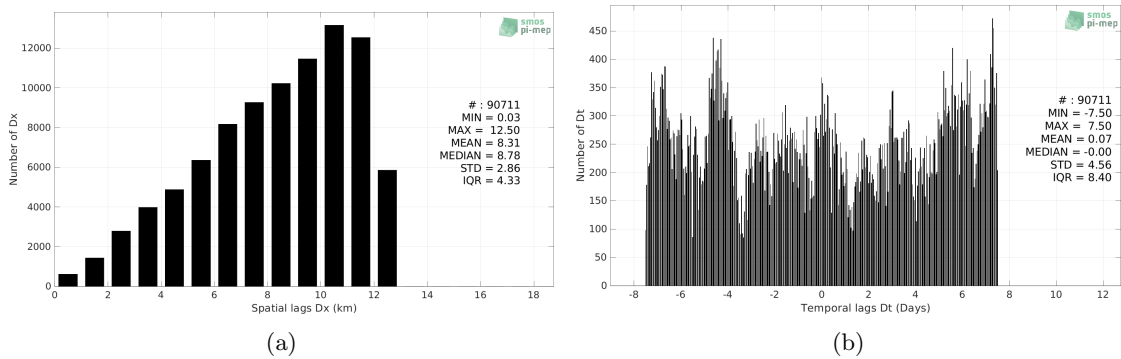 smos
pi-mep
12000
10000
8000
6000
4000
2000
0
Number of Dx
# : 90711
MIN = 0.03
MAX = 12.50
MEAN = 8.31
MEDIAN = 8.78
STD = 2.86
IQR = 4.33
0 2 4 6 8 10 12 14 16 18
Spatial lags Dx (km)
(a)
smos
pi-mep
450
400
350
300
250
200
150
100
50
0
Number of Dt
# : 90711
MIN = -7.50
MAX = 7.50
MEAN = 0.07
MEDIAN = -0.00
STD = 4.56
IQR = 8.40
-8 -6 -4 -2 0 2 4 6 8 10 12
Temporal lags Dt (Days)
(b)